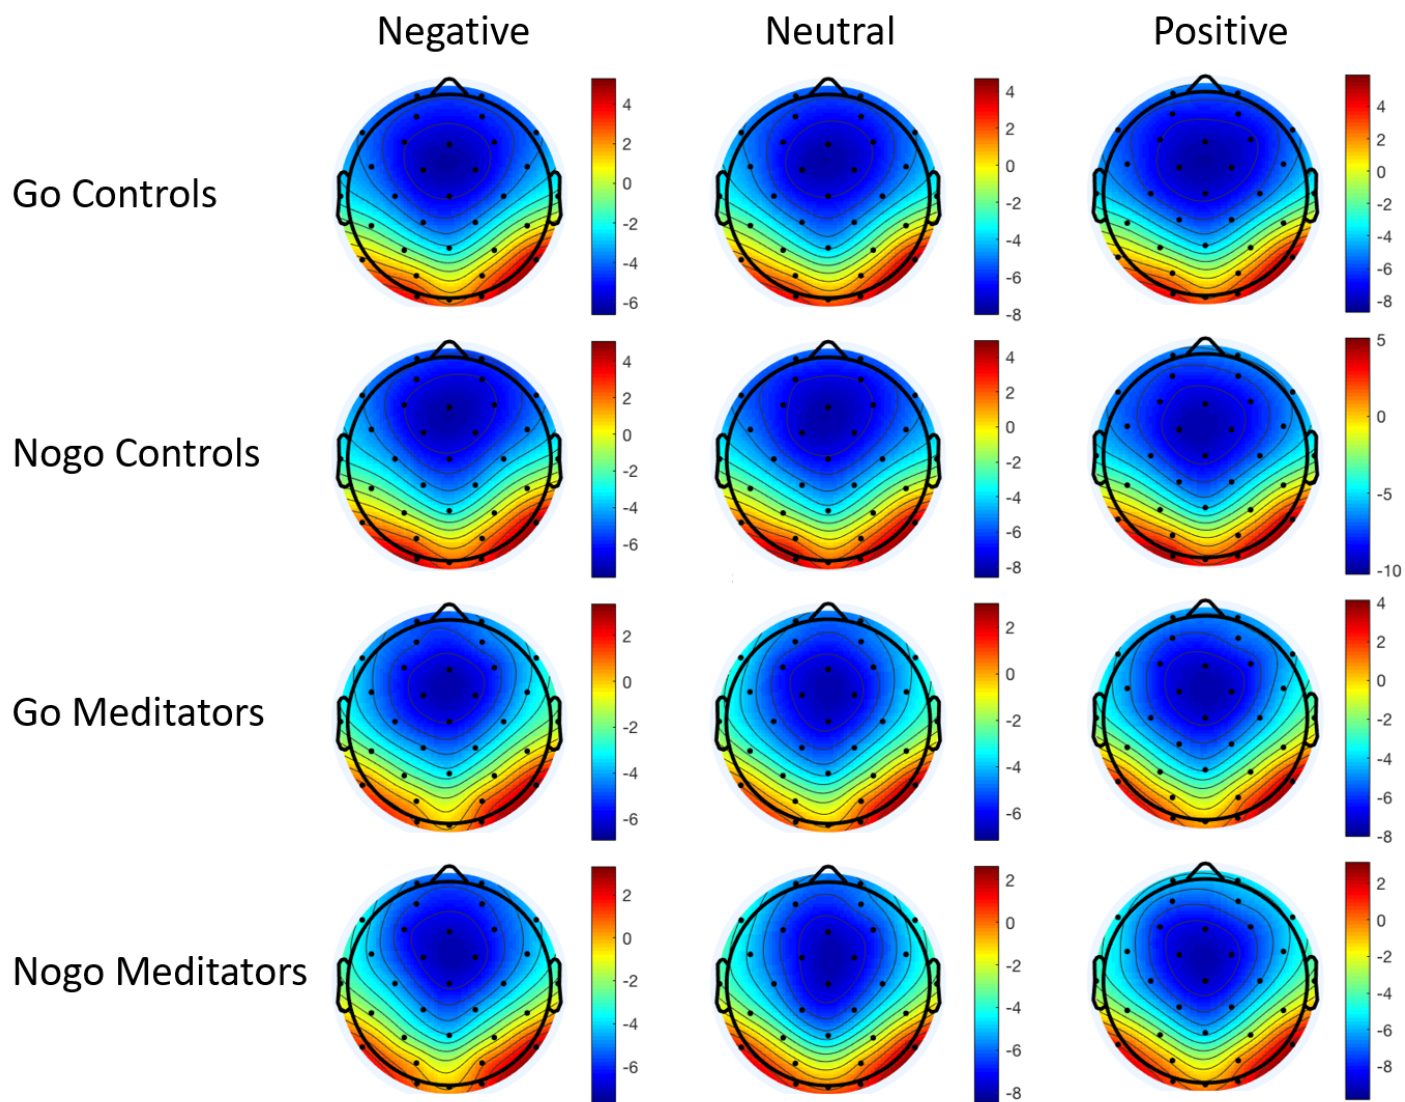 Negative Neutral Positive
Go Controls
4 2 0 -2 -4 -6
4 2 0 -2 -4 -6 -8
4 2 0 -2 -4 -6 -8
Nogo Controls
4 2 0 -2 -4 -6
4 2 0 -2 -4 -6 -8
5 0 -5 -10
Go Meditators
2 0 -2 -4 -6
2 0 -2 -4 -6
4 2 0 -2 -4 -6 -8
Nogo Meditators
2 0 -2 -4 -6
2 0 -2 -4 -6 -8
2 0 -2 -4 -6 -8